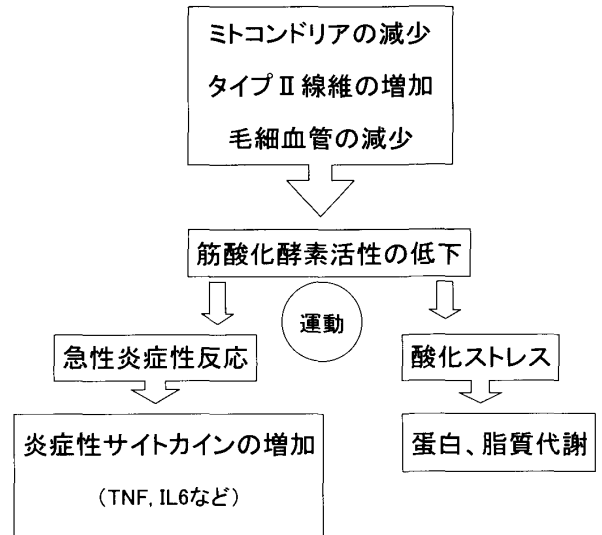 ミトコンドリアの減少
タイプⅡ線維の増加
毛細血管の減少
筋酸化酵素活性の低下
運動
急性炎症性反応
酸化ストレス
炎症性サイトカインの増加
(TNF, IL6など)
蛋白、脂質代謝